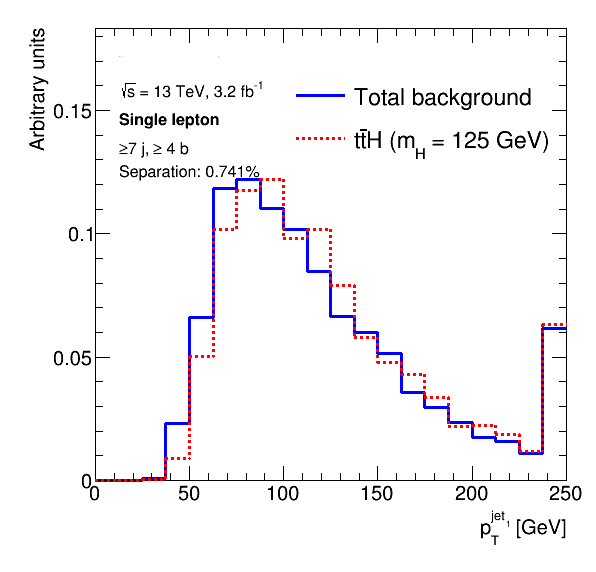 Arbitrary units
√s = 13 TeV, 3.2 fb⁻¹
Single lepton
≥7 j, ≥ 4 b
Separation: 0.741%
Total background
tt̄H (m_H = 125 GeV)
0.15
0.1
0.05
0
0 50 100 150 200 250
p_T^jet₁ [GeV]